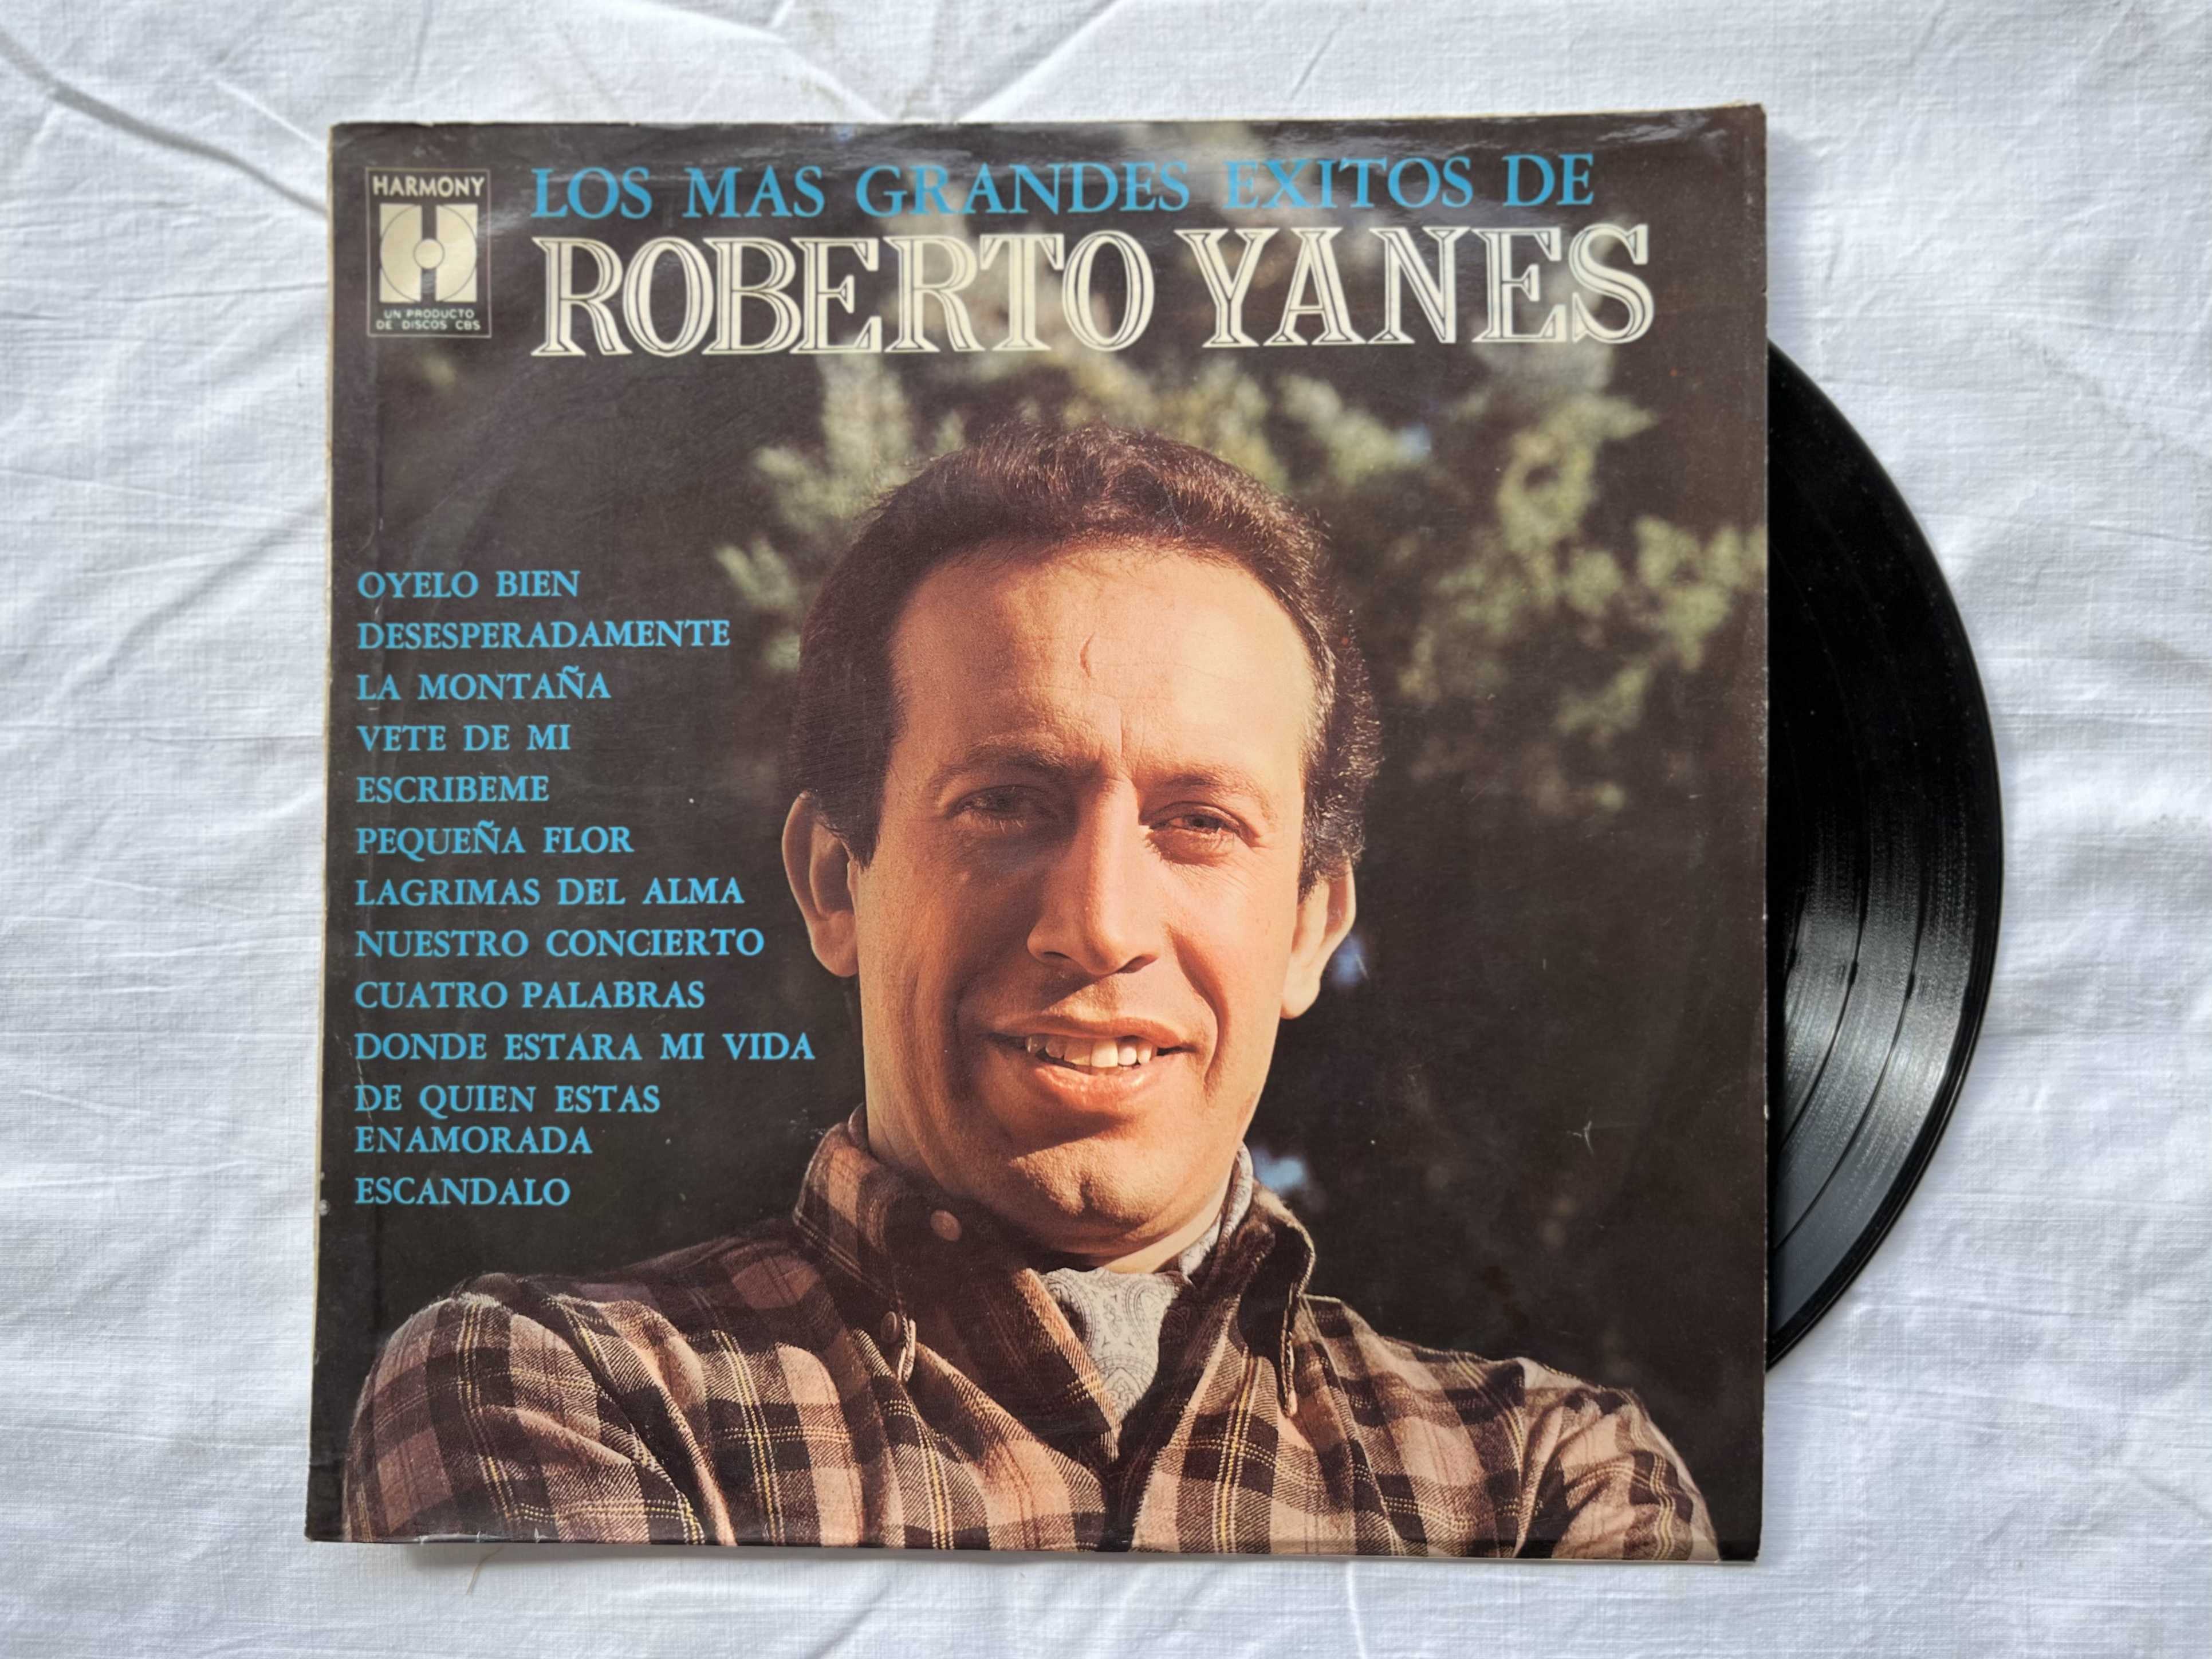 HARMONY
H
UN PRODUCTO
DE DISCOS CBS
LOS MAS GRANDES EXITOS DE
ROBERTO YANES
OYELO BIEN
DESESPERADAMENTE
LA MONTAÑA
VETE DE MI
ESCRIBEME
PEQUEÑA FLOR
LAGRIMAS DEL ALMA
NUESTRO CONCIERTO
CUATRO PALABRAS
DONDE ESTARA MI VIDA
DE QUIEN ESTAS
ENAMORADA
ESCANDALO